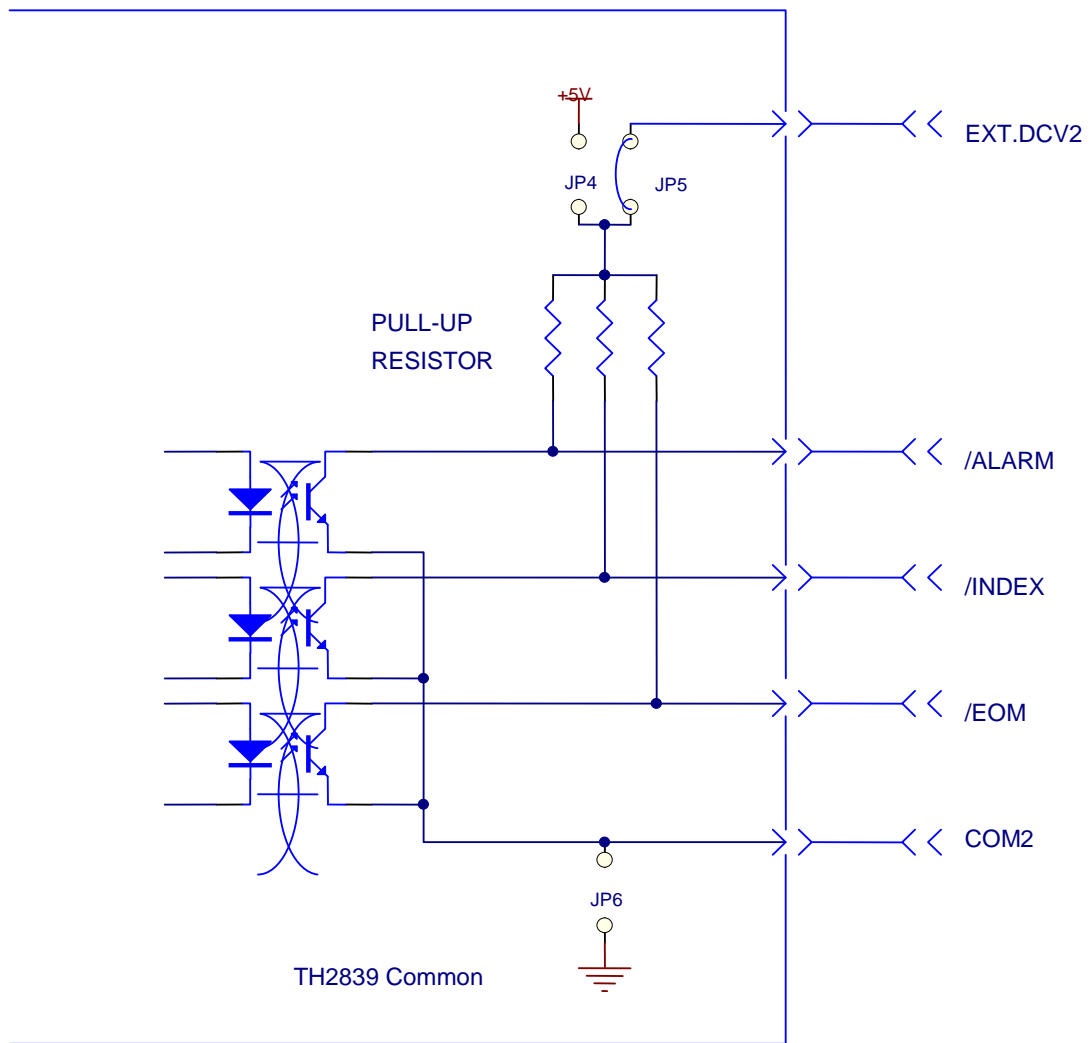 +5V
EXT.DCV2
JP4
JP5
PULL-UP
RESISTOR
/ALARM
/INDEX
/EOM
COM2
JP6
TH2839 Common